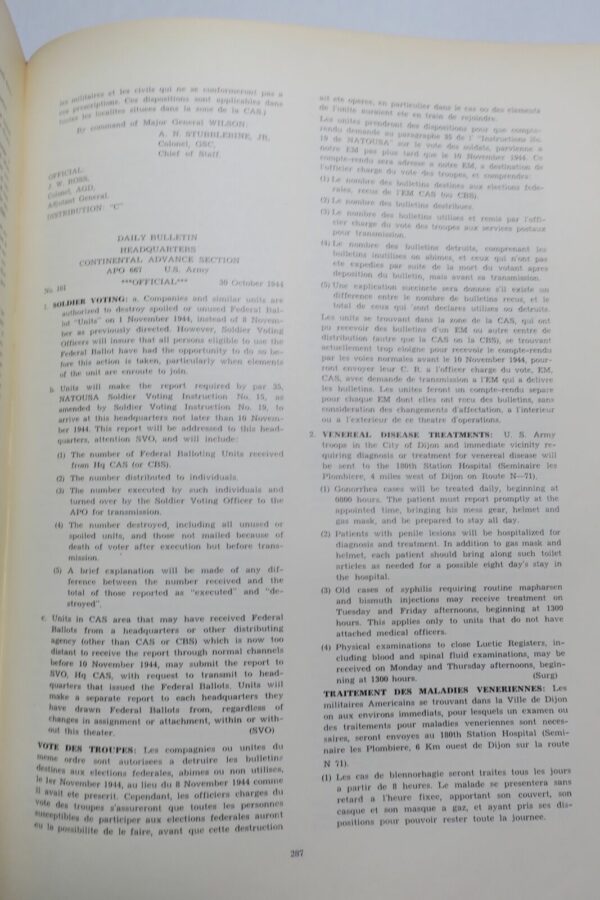 les militaires et les civils qui ne se conformeront pas a
ces prescriptions. Ces dispositions sont applicables dans
toutes les localites situees dans la zone de la CAS.)
By command of Major General WILSON:
A. N. STUBBLEBINE, JR.
Colonel, GSC,
Chief of Staff.
OFFICIAL:
J. W. ROSS,
Colonel, AGD,
Adjutant General.
DISTRIBUTION: "C"
DAILY BULLETIN
HEADQUARTERS
CONTINENTAL ADVANCE SECTION
APO 667 U.S. Army
No. 161 ***OFFICIAL*** 30 October 1944
1. SOLDIER VOTING: a. Companies and similar units are
authorized to destroy spoiled or unused Federal Bal-
lot "Units" on 1 November 1944, instead of 8 Novem-
ber as previously directed. However, Soldier Voting
Officers will insure that all persons eligible to use the
Federal Ballot have had the opportunity to do so be-
fore this action is taken, particularly when elements
of the unit are enroute to join.
b. Units will make the report required by par 35,
NATOUSA Soldier Voting Instruction No. 15, as
amended by Soldier Voting Instruction No. 19, to
arrive at this headquarters not later than 10 Novem-
ber 1944. This report will be addressed to this head-
quarters, attention SVO, and will include:
(1) The number of Federal Balloting Units received
from Hq CAS (or CBS).
(2) The number distributed to individuals.
(3) The number executed by such individuals and
turned over by the Soldier Voting Officer to the
APO for transmission.
(4) The number destroyed, including all unused or
spoiled units, and those not mailed because of
death of voter after execution but before trans-
mission.
(5) A brief explanation will be made of any dif-
ference between the number received and the
total of those reported as "executed" and "de-
stroyed".
c. Units in CAS area that may have received Federal
Ballots from a headquarters or other distributing
agency (other than CAS or CBS) which is now too
distant to receive the report through normal channels
before 10 November 1944, may submit the report to
SVO, Hq CAS, with request to transmit to head-
quarters that issued the Federal Ballots. Units will
make a separate report to each headquarters they
have drawn Federal Ballots from, regardless of
changes in assignment or attachment, within or with-
out this theater. (SVO)
VOTE DES TROUPES: Les compagnies ou unites du
meme ordre sont autorisees a detruire les bulletins
destines aux elections federales, abimes ou non utilises,
le 1er November 1944, au lieu du 8 November 1944 comme
il avait ete prescrit. Cependant, les officiers charges du
vote des troupes s'assureront que toutes les personnes
susceptibles de participer aux elections federales auront
eu la possibilite de le faire, avant que cette destruction
ait ete operee, en particulier dans le cas ou des elements
de l'unite auraient ete en train de rejoindre.
Les unites prendront des dispositions pour que compte-
rendu demande au paragraphe 35 de l' "Instructions No.
19 de NATOUSA" sur le vote des soldats, parvienne a
notre EM pas plus tard que le 10 November 1944. Ce
compte-rendu sera adresse a notre EM, a destination de
l'officier charge du vote des troupes, et comprendra:
(1) Le nombre des bulletins destines aux elections fede-
rales, recus de l'EM CAS (ou CBS).
(2) Le nombre des bulletins distribues.
(3) Le nombre des bulletins utilises et remis par l'offi-
cier charge du vote des troupes aux services postaux
pour transmission.
(4) Le nombre des bulletins detruits, comprenant les
bulletins inutilises on abimes, et ceux qui n'ont pas
ete expedies par suite de la mort du votant apres
deposition du bulletin, mais avant sa transmission.
(5) Une explication succincte sera donnee s'il existe un
difference entre le nombre de bulletins recus, et le
total de ceux qui sont declares utilises ou detruits.
Les unites se trouvant dans la zone de la CAS, qui ont
pu recevoir des bulletins d'un EM ou autre centre de
distribution (autre que la CAS on la CBS), se trouvant
actuellement trop eloigne pour recevoir le compte-rendu
par les voies normales avant le 10 November 1944, pour-
ront envoyer leur C. R. a l'officer charge du vote, EM,
CAS, avec demande de transmission a l'EM qui a delivre
les bulletins. Les unites feront un compte-rendu separe
pour chaque EM dont elles ont recu des bulletins, sans
consideration des changements d'affectation, a l'interieur
ou a l'exterieur de ce theatre d'operations.
2. VENEREAL DISEASE TREATMENTS: U. S. Army
troops in the City of Dijon and immediate vicinity re-
quiring diagnosis or treatment for venereal disease will
be sent to the 180th Station Hospital (Seminaire les
Plombiere, 4 miles west of Dijon on Route N—71).
(1) Gonorrhea cases will be treated daily, beginning at
0800 hours. The patient must report promptly at the
appointed time, bringing his mess gear, helmet and
gas mask, and be prepared to stay all day.
(2) Patients with penile lesions will be hospitalized for
diagnosis and treatment. In addition to gas mask and
helmet, each patient should bring along such toilet
articles as needed for a possible eight day's stay in
the hospital.
(3) Old cases of syphilis requiring routine mapharsen
and bismuth injections may receive treatment on
Tuesday and Friday afternoons, beginning at 1300
hours. This applies only to units that do not have
attached medical officers.
(4) Physical examinations to close Luetic Registers, in-
cluding blood and spinal fluid examinations, may be
received on Monday and Thursday afternoons, begin-
ning at 1300 hours. (Surg)
TRAITEMENT DES MALADIES VENERIENNES: Les
militaires Americains se trouvant dans la Ville de Dijon
on aux environs immediats, pour lesquels un examen ou
des traitements pour maladies veneriennes sont neces-
saires, seront envoyes au 180th Station Hospital (Semi-
naire les Plombiere, 6 Km ouest de Dijon sur la route
N 71).
(1) Les cas de blennorhagie seront traites tous les jours
a partir de 8 heures. Le malade se presentera sans
retard a l'heure fixee, apportant son couvert, son
casque et son masque a gaz, et ayant pris ses dis-
positions pour pouvoir rester toute la journee.
287